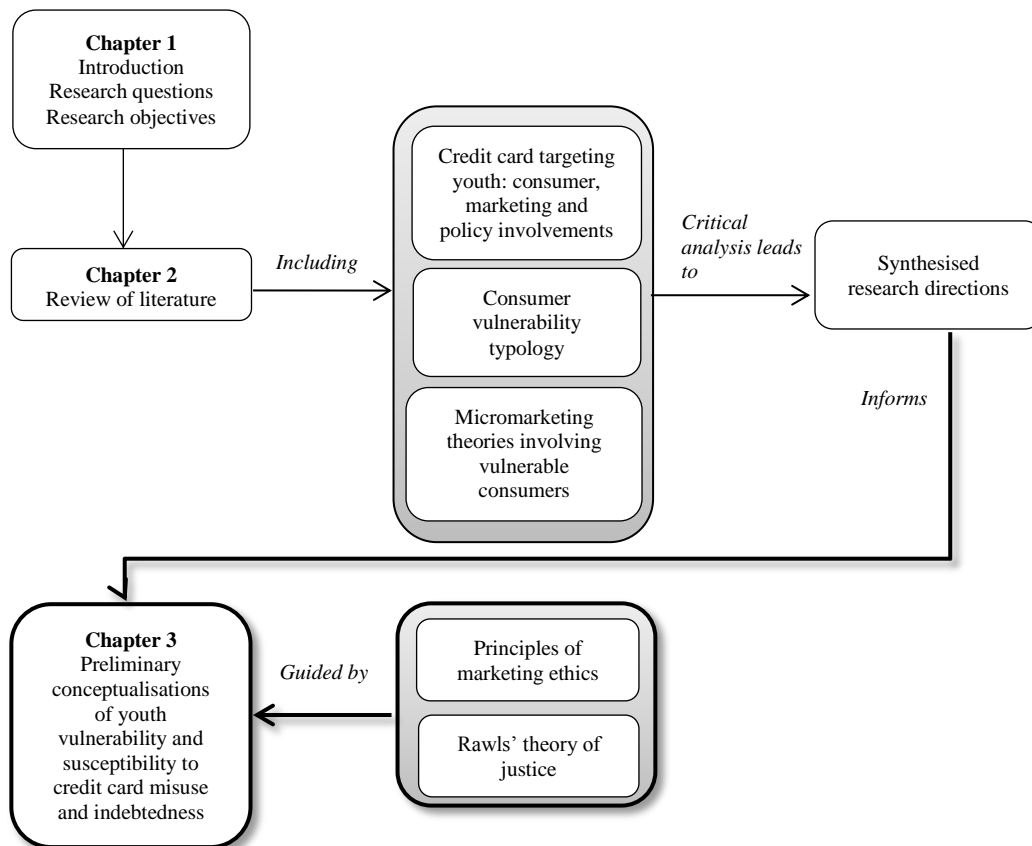 Chapter 1
Introduction
Research questions
Research objectives
Chapter 2
Review of literature
Including
Credit card targeting
youth: consumer,
marketing and
policy involvements
Consumer
vulnerability
typology
Micromarketing
theories involving
vulnerable
consumers
Critical
analysis leads
to
Synthesised
research directions
Informs
Chapter 3
Preliminary
conceptualisations
of youth
vulnerability and
susceptibility to
credit card misuse
and indebtedness
Guided by
Principles of
marketing ethics
Rawls’ theory of
justice